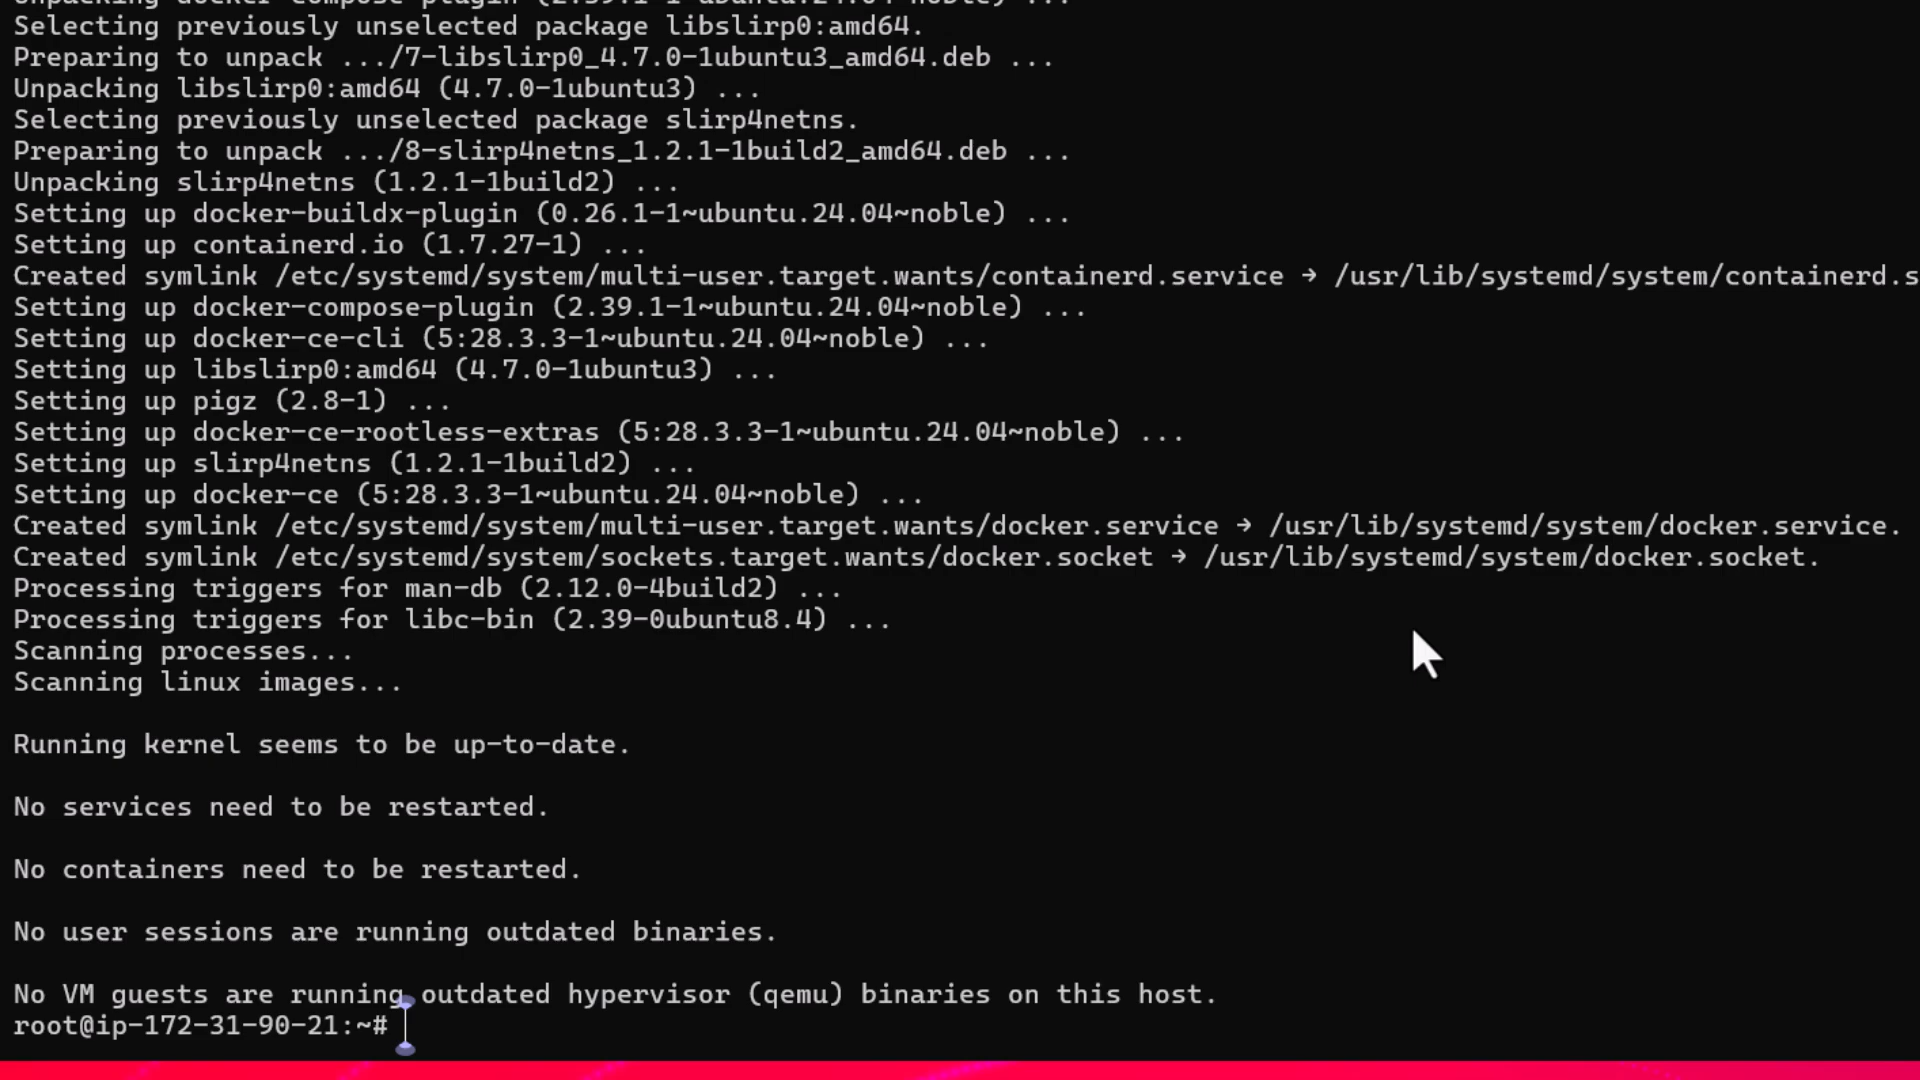 Unpacking docker-compose-plugin (2.39.1-1~ubuntu.24.04~noble) ...
Selecting previously unselected package libslirp0:amd64.
Preparing to unpack .../7-libslirp0_4.7.0-1ubuntu3_amd64.deb ...
Unpacking libslirp0:amd64 (4.7.0-1ubuntu3) ...
Selecting previously unselected package slirp4netns.
Preparing to unpack .../8-slirp4netns_1.2.1-1build2_amd64.deb ...
Unpacking slirp4netns (1.2.1-1build2) ...
Setting up docker-buildx-plugin (0.26.1-1~ubuntu.24.04~noble) ...
Setting up containerd.io (1.7.27-1) ...
Created symlink /etc/systemd/system/multi-user.target.wants/containerd.service → /usr/lib/systemd/system/containerd.s
Setting up docker-compose-plugin (2.39.1-1~ubuntu.24.04~noble) ...
Setting up docker-ce-cli (5:28.3.3-1~ubuntu.24.04~noble) ...
Setting up libslirp0:amd64 (4.7.0-1ubuntu3) ...
Setting up pigz (2.8-1) ...
Setting up docker-ce-rootless-extras (5:28.3.3-1~ubuntu.24.04~noble) ...
Setting up slirp4netns (1.2.1-1build2) ...
Setting up docker-ce (5:28.3.3-1~ubuntu.24.04~noble) ...
Created symlink /etc/systemd/system/multi-user.target.wants/docker.service → /usr/lib/systemd/system/docker.service.
Created symlink /etc/systemd/system/sockets.target.wants/docker.socket → /usr/lib/systemd/system/docker.socket.
Processing triggers for man-db (2.12.0-4build2) ...
Processing triggers for libc-bin (2.39-0ubuntu8.4) ...
Scanning processes...
Scanning linux images...
Running kernel seems to be up-to-date.
No services need to be restarted.
No containers need to be restarted.
No user sessions are running outdated binaries.
No VM guests are running outdated hypervisor (qemu) binaries on this host.
root@ip-172-31-90-21:~#